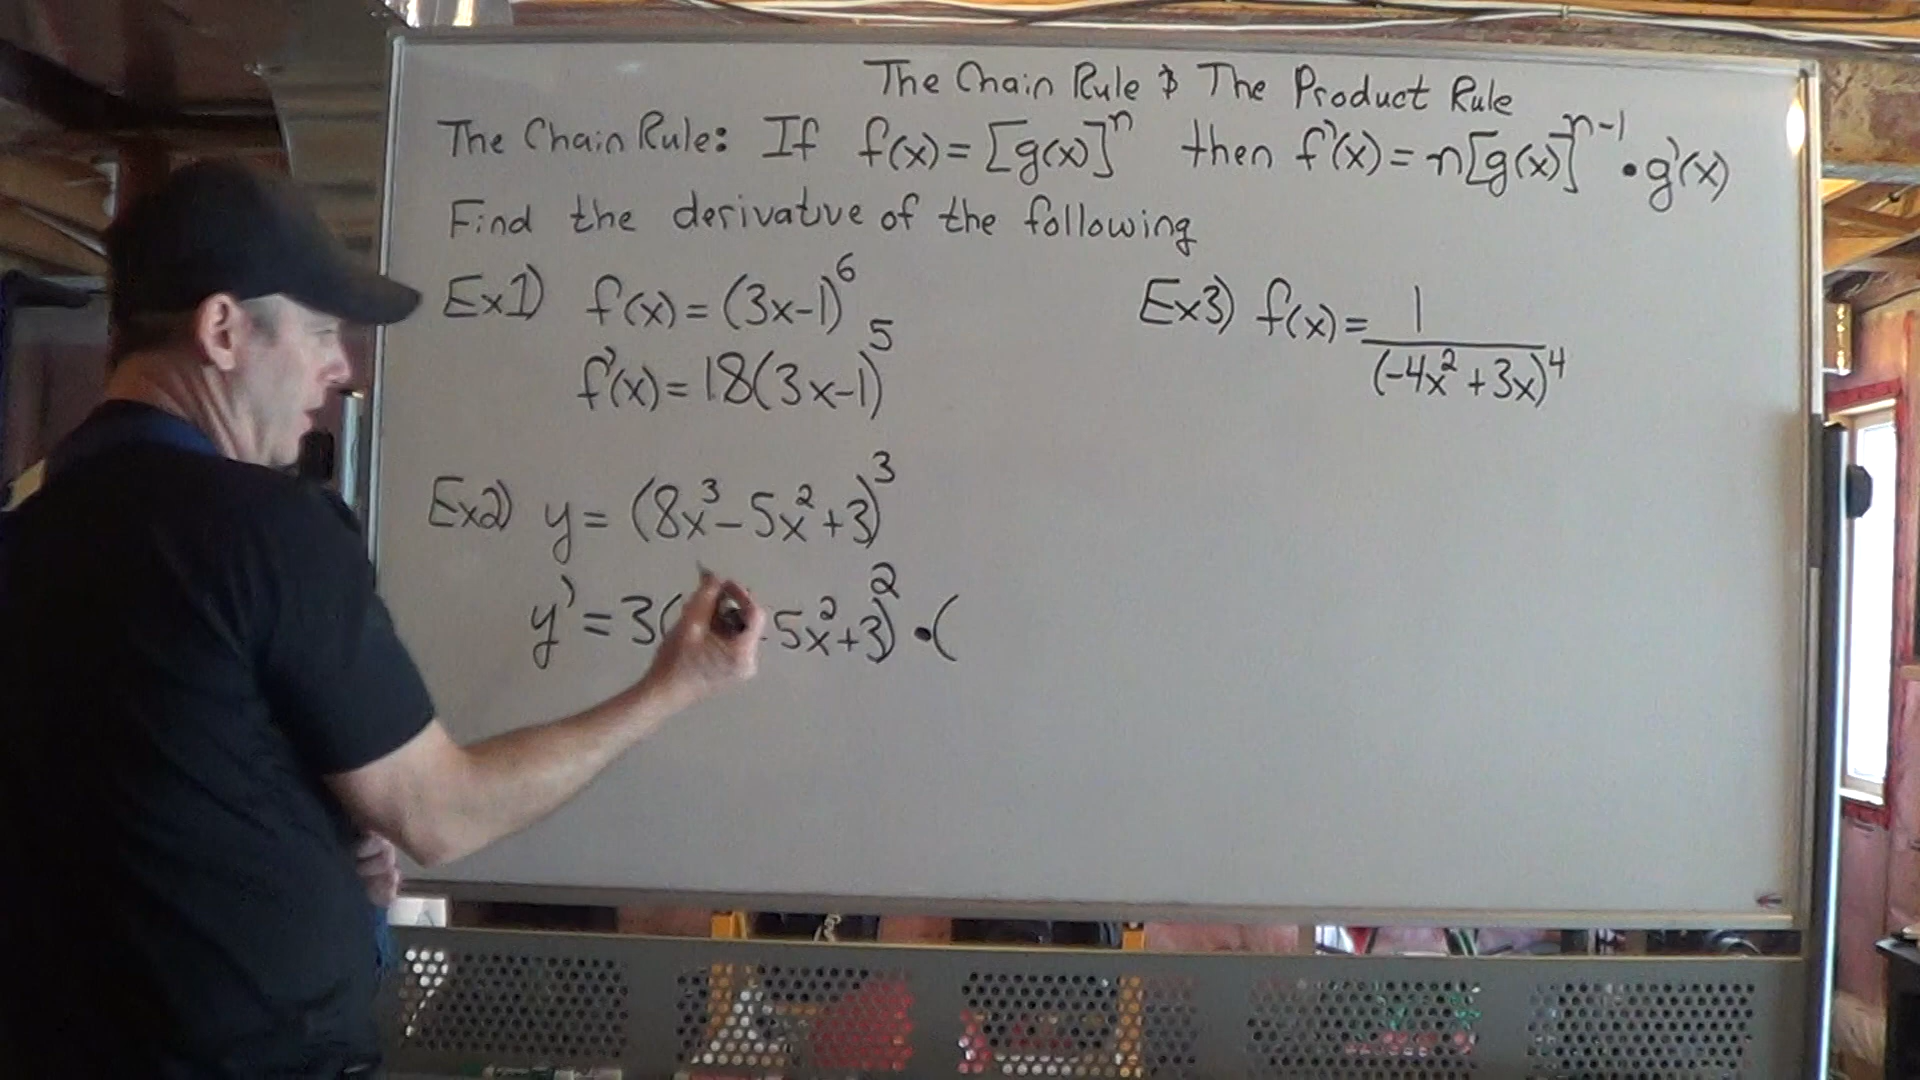 The Chain Rule & The Product Rule
The Chain Rule: If f(x) = [g(x)]^n then f'(x) = n[g(x)]^{n-1} • g'(x)
Find the derivative of the following
Ex1) f(x) = (3x-1)^6
f'(x) = 18(3x-1)^5
Ex2) y = (8x^3 - 5x^2 + 3)^3
y' = 3( 5x^2 + 3)^2 • (
Ex3) f(x) = 1/(-4x^2 + 3x)^4